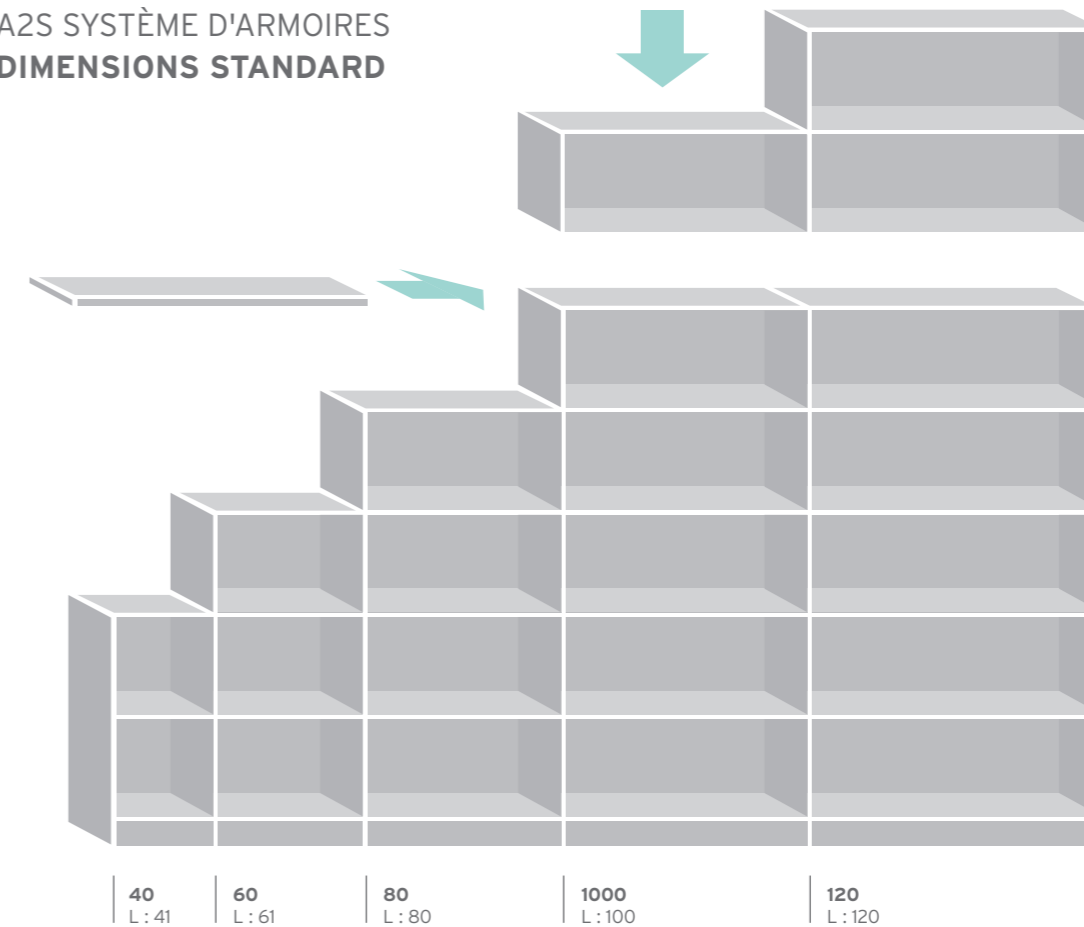 A2S SYSTÈME D'ARMOIRES
DIMENSIONS STANDARD
40
L : 41
60
L : 61
80
L : 80
1000
L : 100
120
L : 120